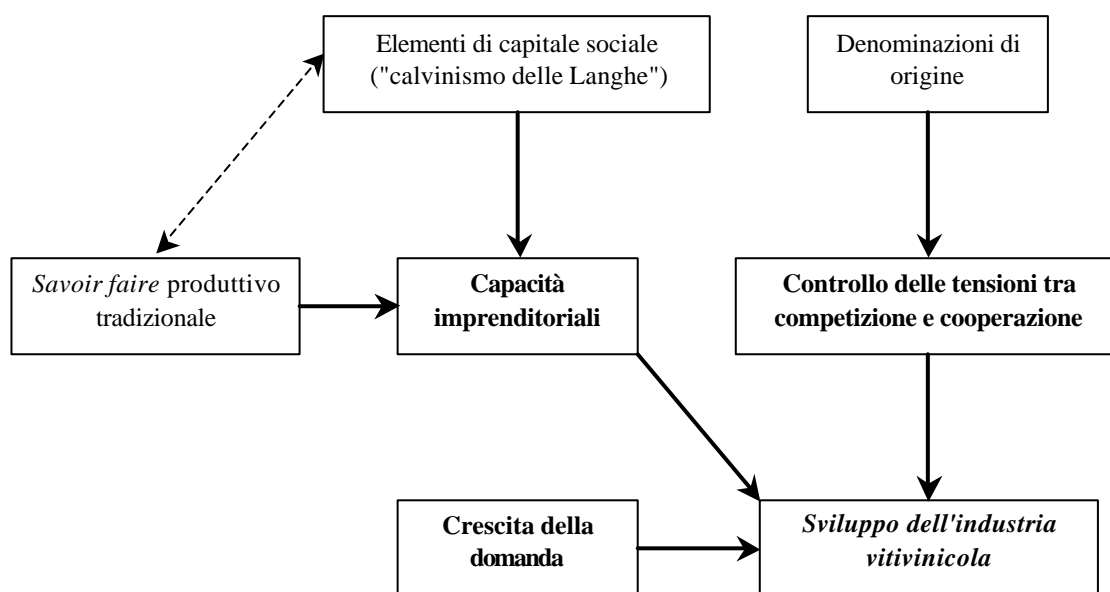 Elementi di capitale sociale
("calvinismo delle Langhe")
Denominazioni di
origine
Savoir faire produttivo
tradizionale
Capacità
imprenditoriali
Controllo delle tensioni tra
competizione e cooperazione
Crescita della
domanda
Sviluppo dell'industria
vitivinicola